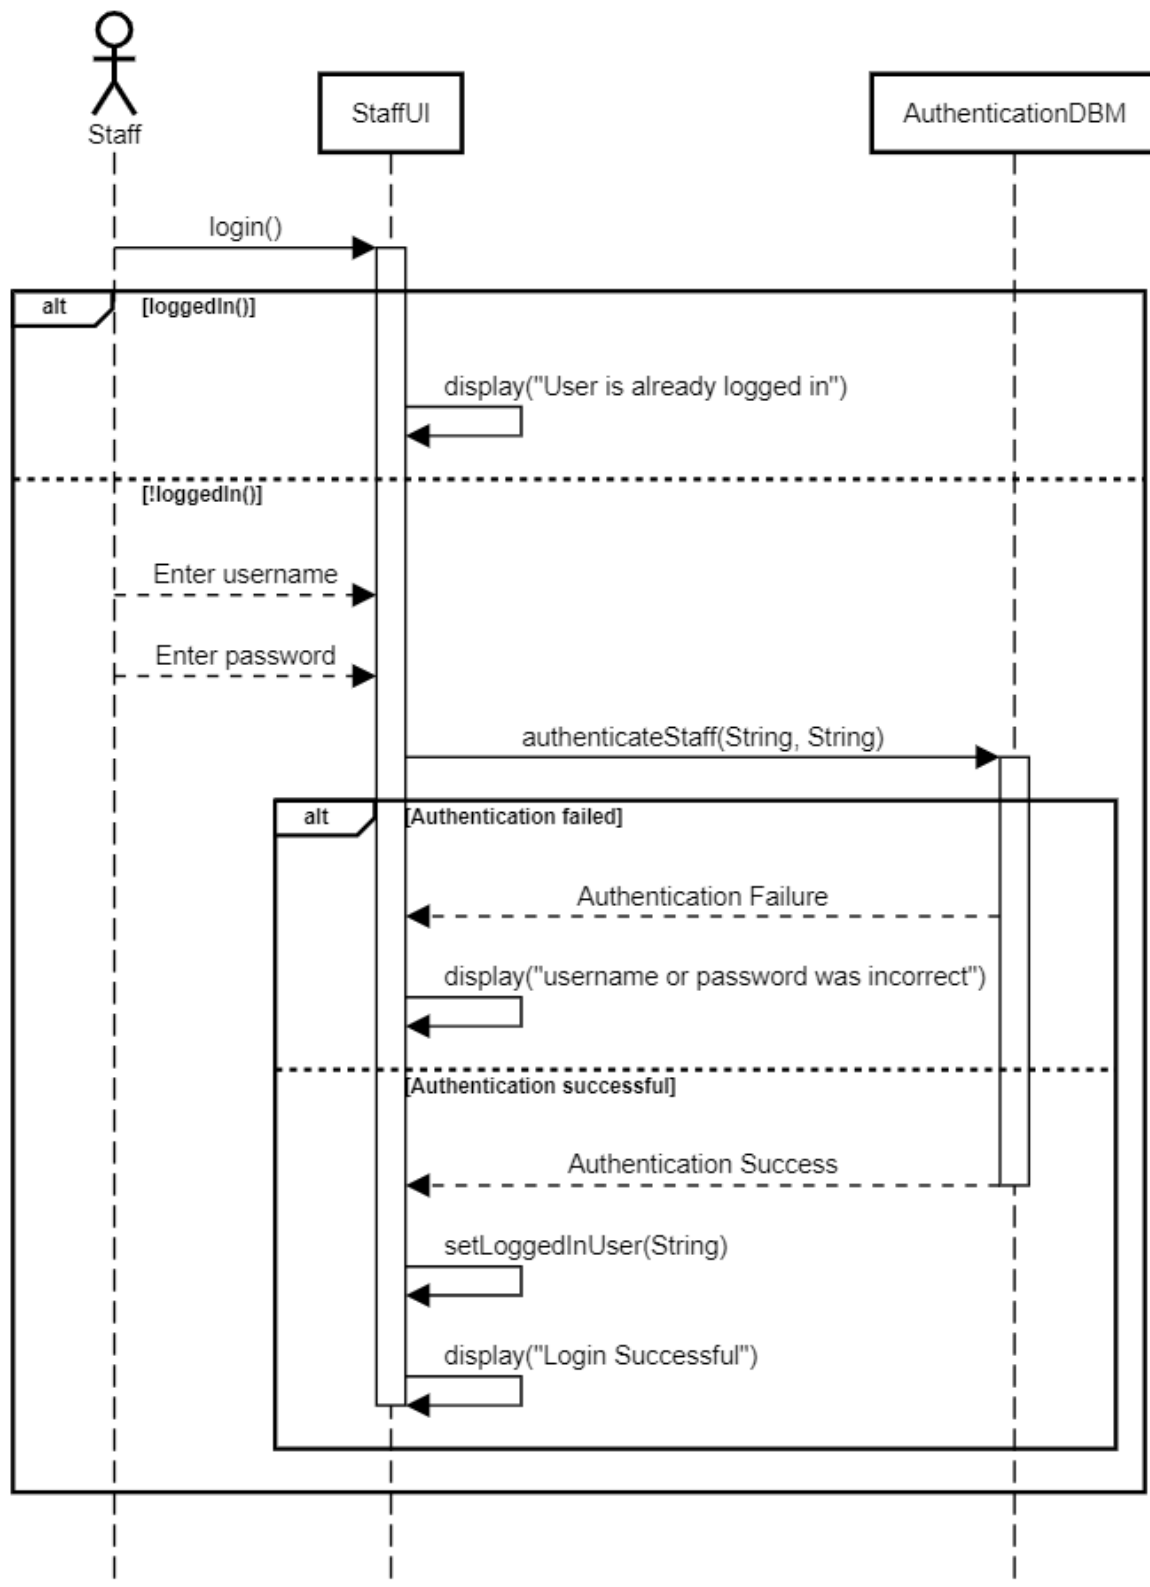 Staff
StaffUI
AuthenticationDBM
login()
alt
[loggedIn()]
display("User is already logged in")
[!loggedIn()]
Enter username
Enter password
authenticateStaff(String, String)
alt
[Authentication failed]
Authentication Failure
display("username or password was incorrect")
[Authentication successful]
Authentication Success
setLoggedInUser(String)
display("Login Successful")